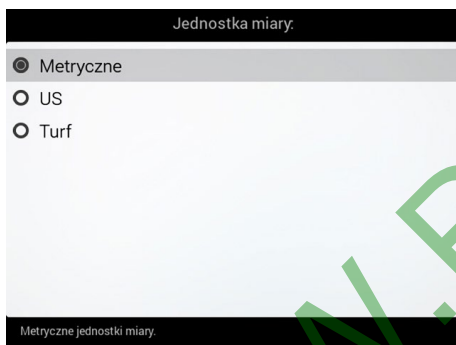 Jednostka miary:
Metryczne
US
Turf
Metryczne jednostki miary.